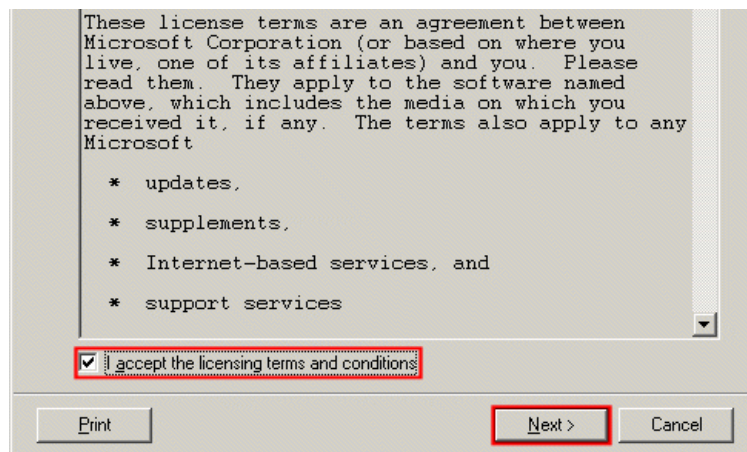 These license terms are an agreement between
Microsoft Corporation (or based on where you
live, one of its affiliates) and you.  Please
read them.  They apply to the software named
above, which includes the media on which you
received it, if any.  The terms also apply to any
Microsoft
* updates,
* supplements,
* Internet-based services, and
* support services
I accept the licensing terms and conditions
Print Next > Cancel